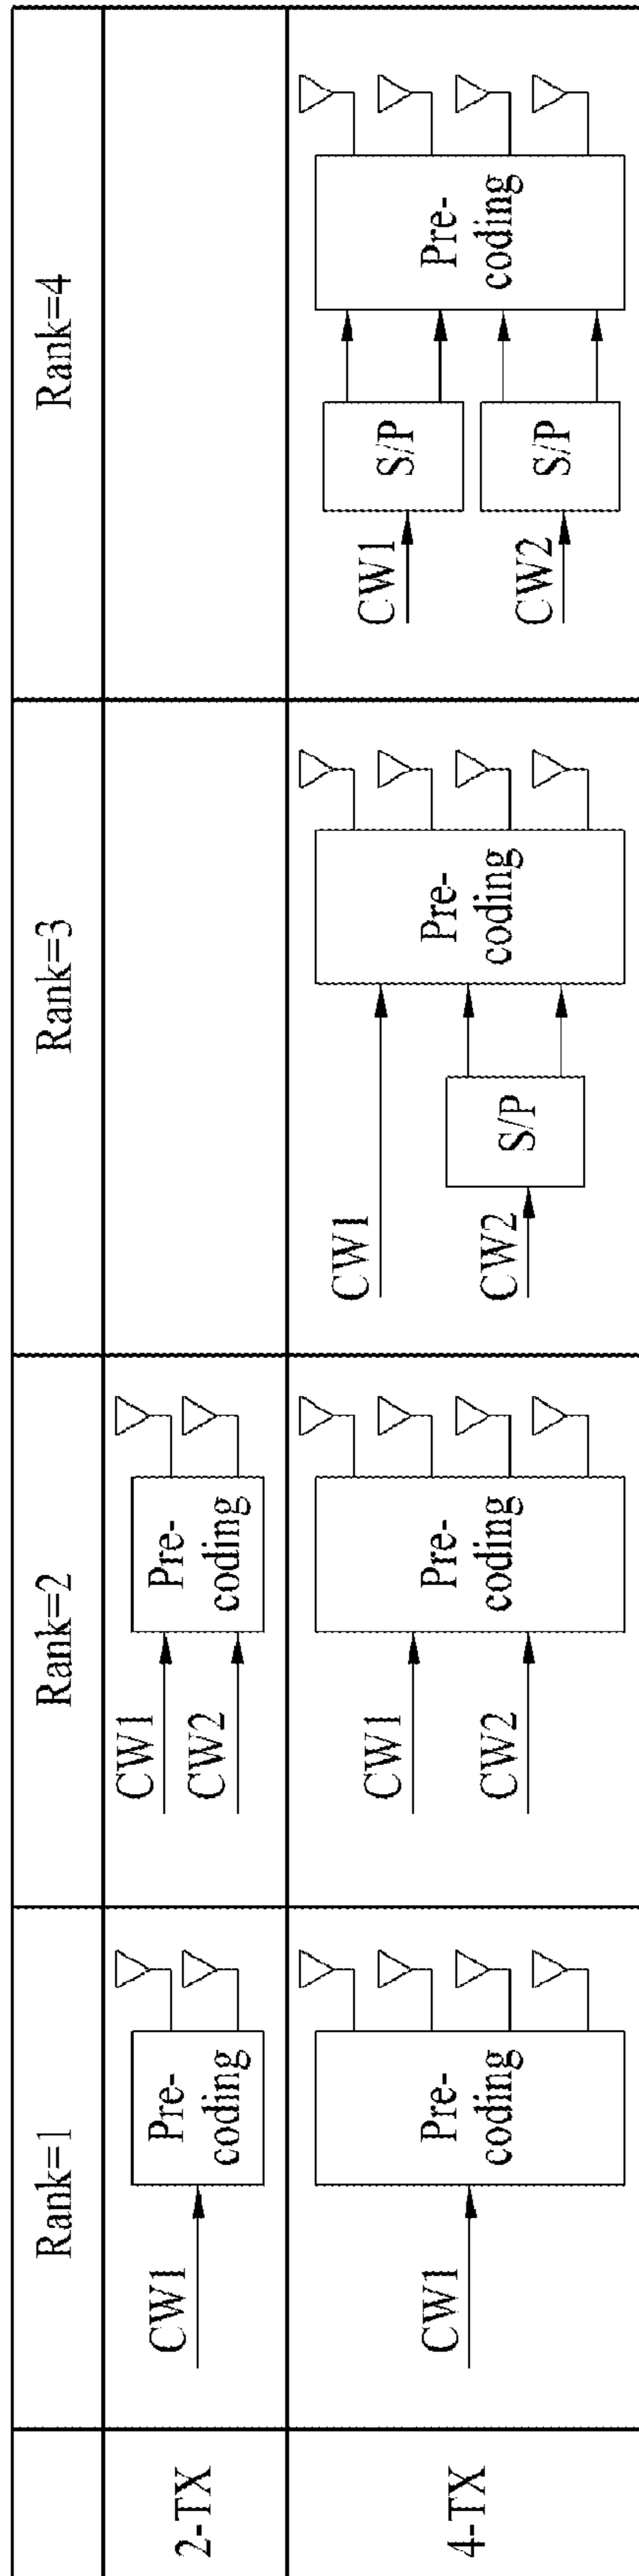 Rank=1
Rank=2
Rank=3
Rank=4
2-TX
CW1
Pre-
coding
CW1
CW2
Pre-
coding
4-TX
CW1
Pre-
coding
CW1
CW2
Pre-
coding
CW1
CW2
S/P
Pre-
coding
CW1
CW2
S/P
S/P
Pre-
coding